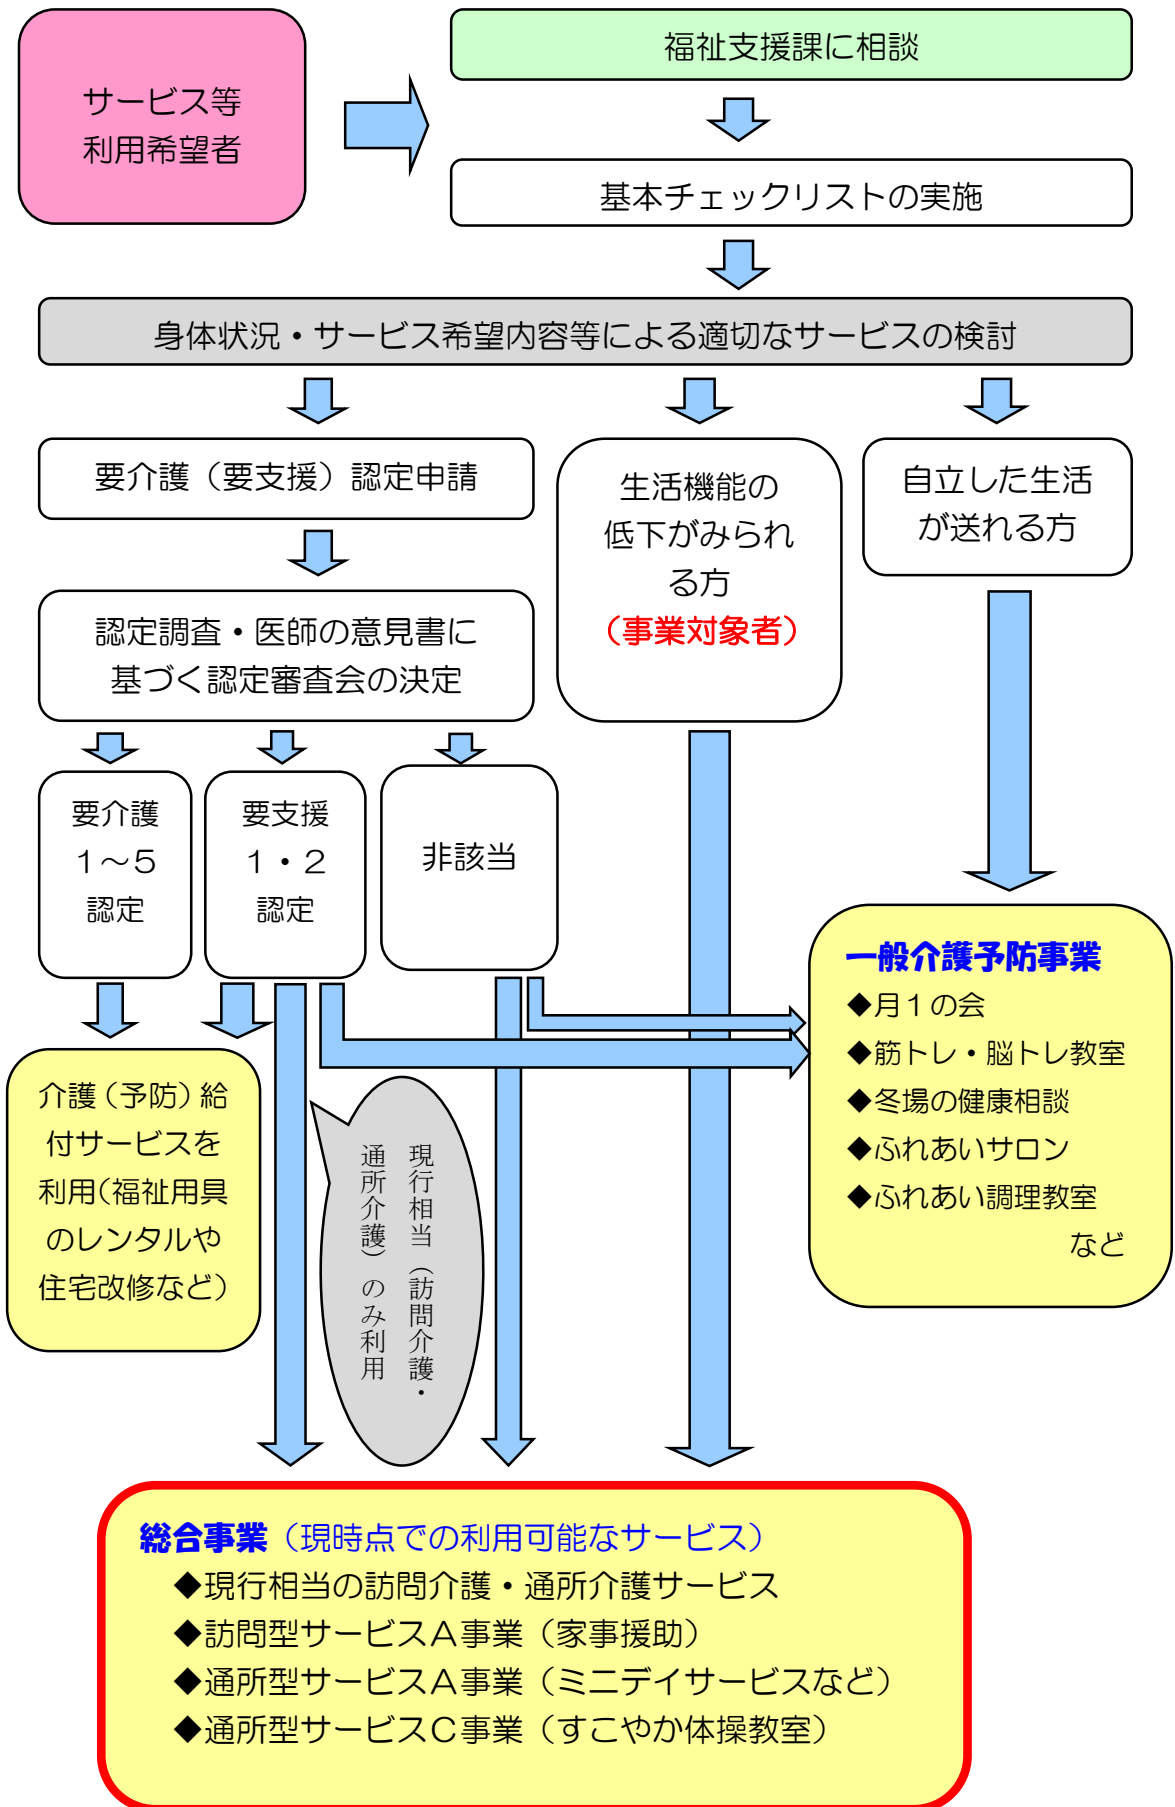 サービス等
利用希望者
福祉支援課に相談
基本チェックリストの実施
身体状況・サービス希望内容等による適切なサービスの検討
要介護（要支援）認定申請
生活機能の
低下がみられ
る方
（事業対象者）
自立した生活
が送れる方
認定調査・医師の意見書に
基づく認定審査会の決定
要介護
１～５
認定
要支援
１・２
認定
非該当
一般介護予防事業
◆月１の会
◆筋トレ・脳トレ教室
◆冬場の健康相談
◆ふれあいサロン
◆ふれあい調理教室
など
介護（予防）給
付サービスを
利用（福祉用具
のレンタルや
住宅改修など）
現行相当（訪問介護・
通所介護）のみ利用
総合事業（現時点での利用可能なサービス）
◆現行相当の訪問介護・通所介護サービス
◆訪問型サービスＡ事業（家事援助）
◆通所型サービスＡ事業（ミニデイサービスなど）
◆通所型サービスＣ事業（すこやか体操教室）